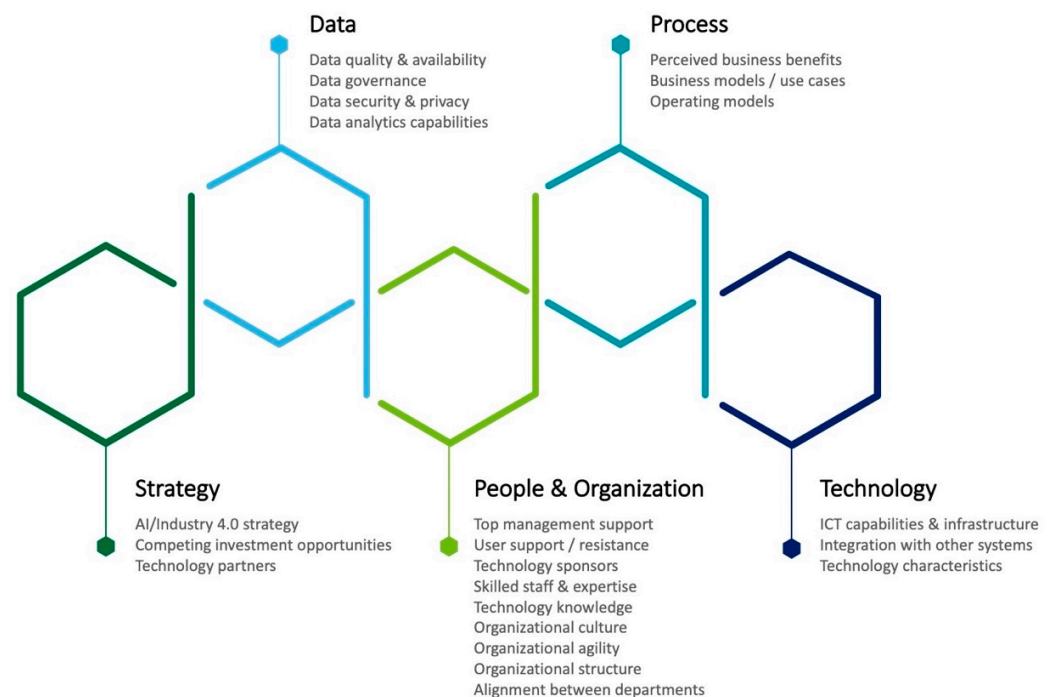 Data
Data quality & availability
Data governance
Data security & privacy
Data analytics capabilities
Process
Perceived business benefits
Business models / use cases
Operating models
Strategy
AI/Industry 4.0 strategy
Competing investment opportunities
Technology partners
People & Organization
Top management support
User support / resistance
Technology sponsors
Skilled staff & expertise
Technology knowledge
Organizational culture
Organizational agility
Organizational structure
Alignment between departments
Technology
ICT capabilities & infrastructure
Integration with other systems
Technology characteristics